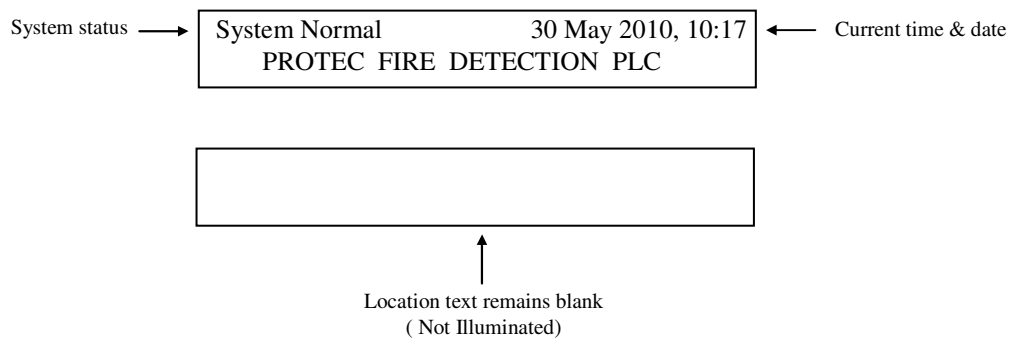 System status
System Normal 30 May 2010, 10:17
Current time & date
PROTEC FIRE DETECTION PLC
Location text remains blank
( Not Illuminated)